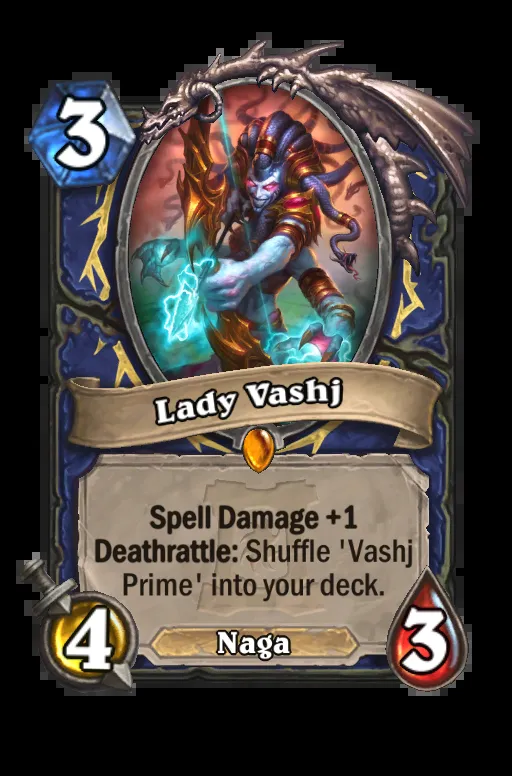 3
Lady Vashj
Spell Damage +1
Deathrattle: Shuffle 'Vashj
Prime' into your deck.
4
Naga
3